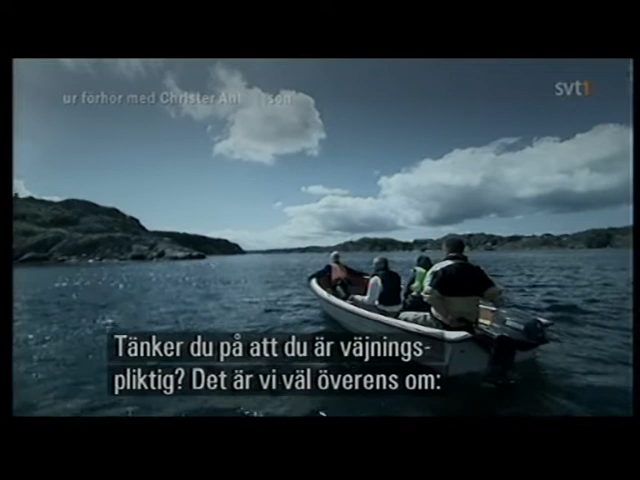 ur förhör med Christer
svt1
Tänker du på att du är väjnings-
pliktig? Det är vi väl överens om: